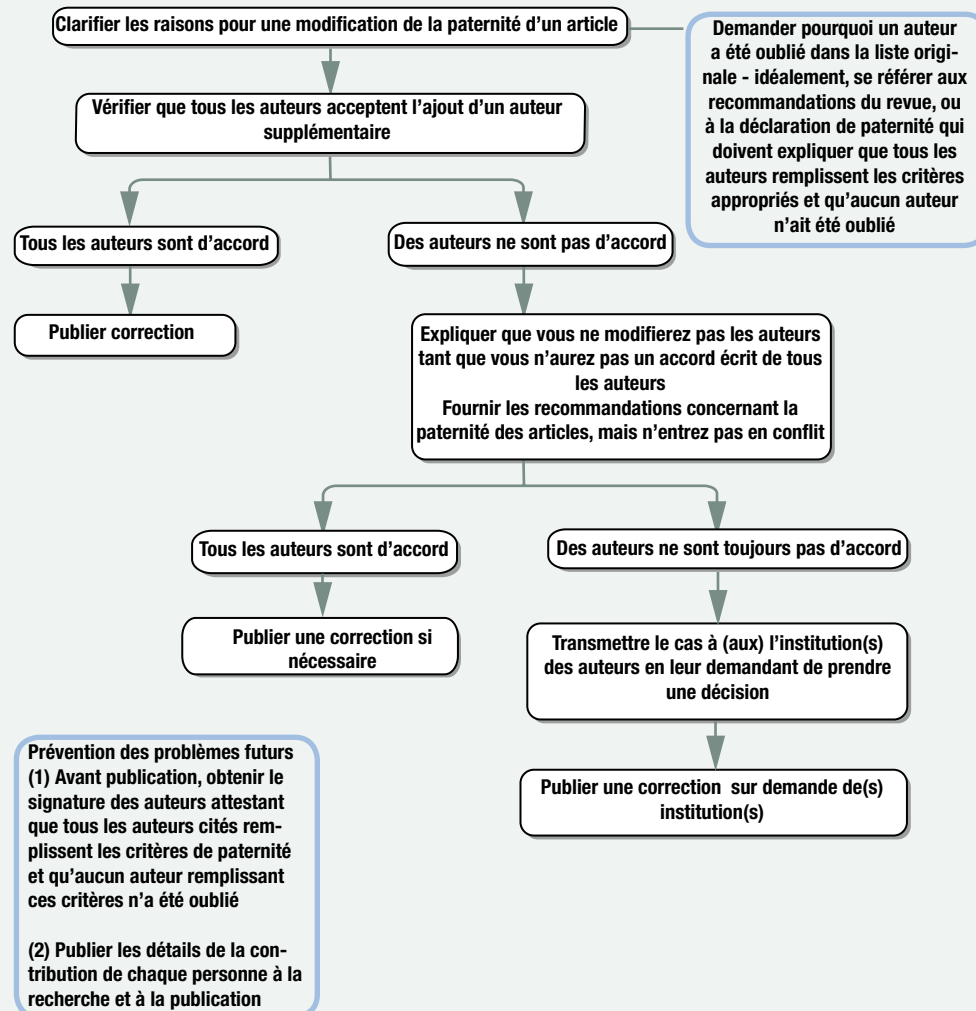 Clarifier les raisons pour une modification de la paternité d’un article
Demander pourquoi un auteur
a été oublié dans la liste origi-
nale - idéalement, se référer aux
recommandations du revue, ou
à la déclaration de paternité qui
doivent expliquer que tous les
auteurs remplissent les critères
appropriés et qu’aucun auteur
n’ait été oublié
Vérifier que tous les auteurs acceptent l’ajout d’un auteur
supplémentaire
Tous les auteurs sont d’accord
Des auteurs ne sont pas d’accord
Publier correction
Expliquer que vous ne modifierez pas les auteurs
tant que vous n’aurez pas un accord écrit de tous
les auteurs
Fournir les recommandations concernant la
paternité des articles, mais n’entrez pas en conflit
Tous les auteurs sont d’accord
Des auteurs ne sont toujours pas d’accord
Publier une correction si
nécessaire
Transmettre le cas à (aux) l’institution(s)
des auteurs en leur demandant de prendre
une décision
Publier une correction sur demande de(s)
institution(s)
Prévention des problèmes futurs
(1) Avant publication, obtenir le
signature des auteurs attestant
que tous les auteurs cités rem-
plissent les critères de paternité
et qu’aucun auteur remplissant
ces critères n’a été oublié
(2) Publier les détails de la con-
tribution de chaque personne à la
recherche et à la publication